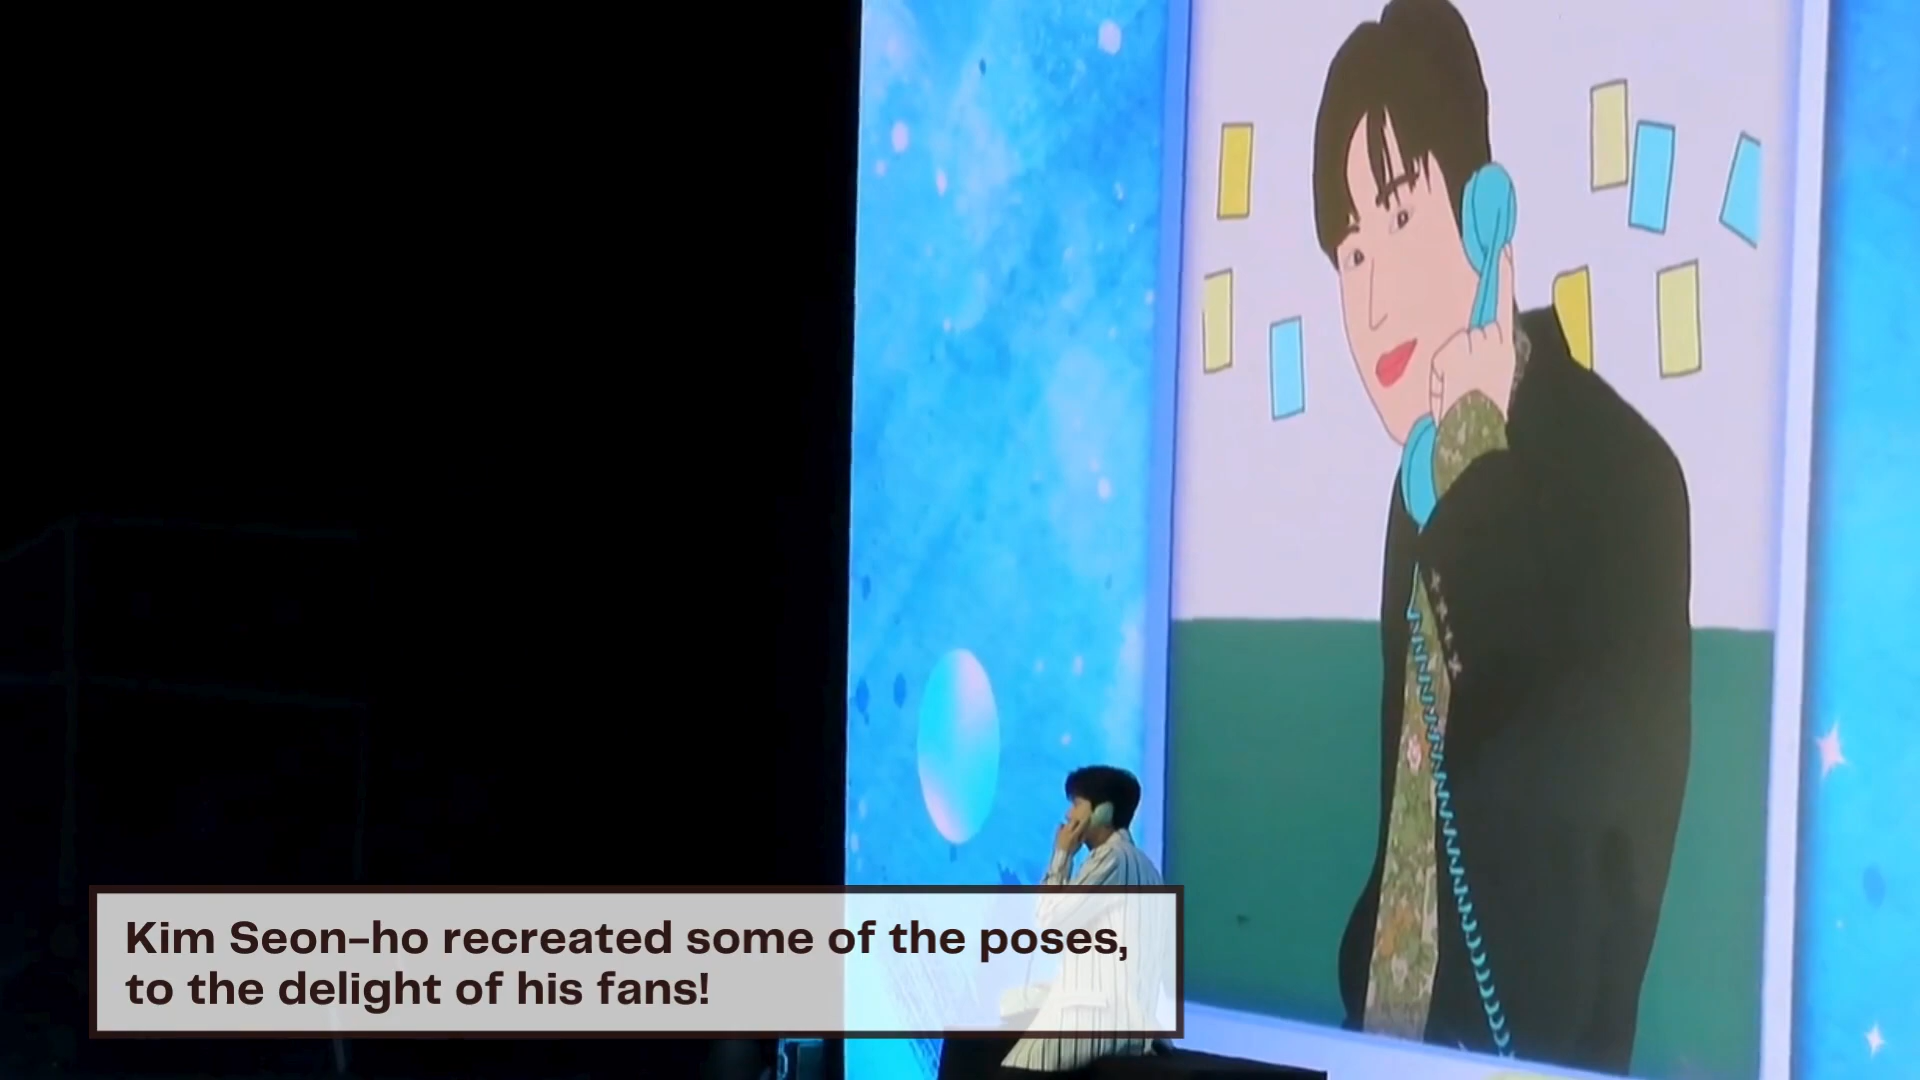 Kim Seon-ho recreated some of the poses,
to the delight of his fans!